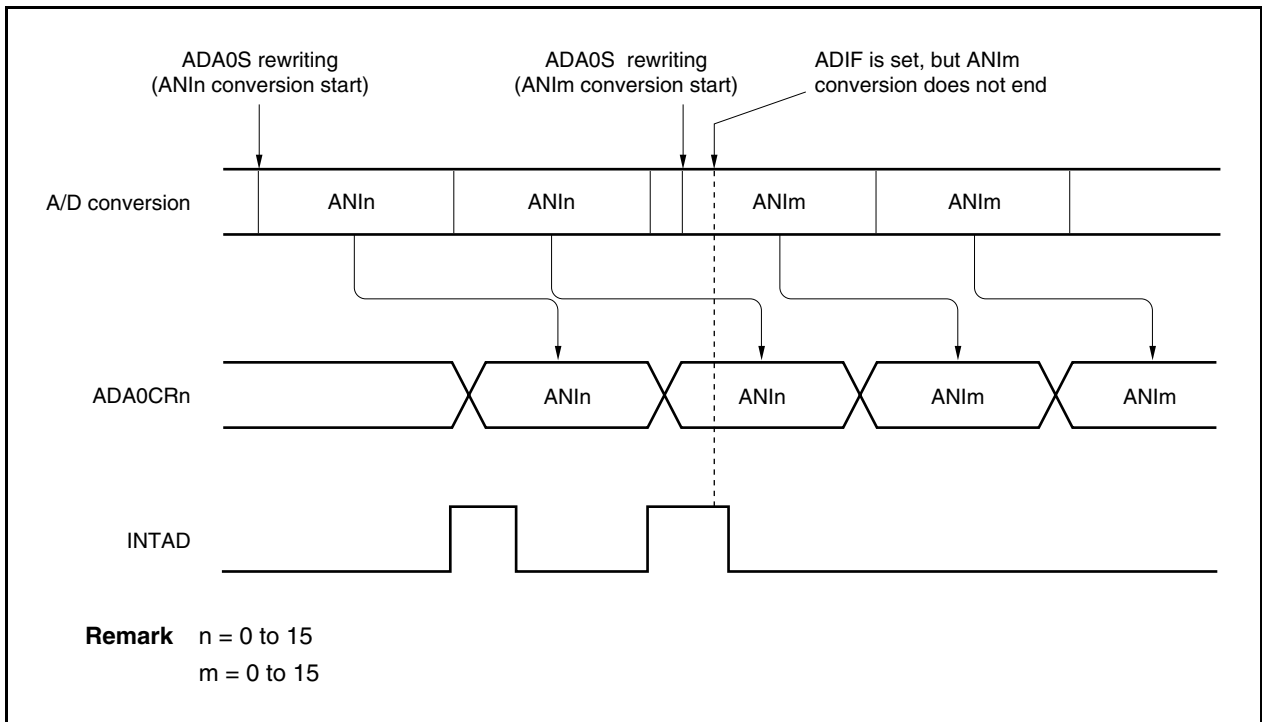 ADA0S rewriting
(ANIn conversion start)
ADA0S rewriting
(ANIm conversion start)
ADIF is set, but ANIm
conversion does not end
A/D conversion
ANIn
ANIn
ANIm
ANIm
ADA0CRn
ANIn
ANIn
ANIm
ANIm
INTAD
Remark n = 0 to 15
m = 0 to 15